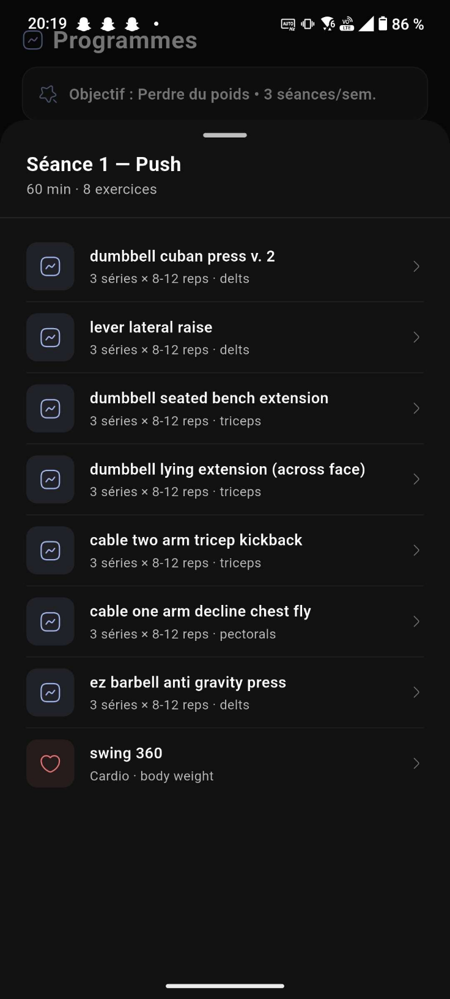 20:19
AUTO Hz 6 VO LTE 86 %
Programmes
Objectif : Perdre du poids • 3 séances/sem.
Séance 1 — Push
60 min · 8 exercices
dumbbell cuban press v. 2
3 séries × 8-12 reps · delts
lever lateral raise
3 séries × 8-12 reps · delts
dumbbell seated bench extension
3 séries × 8-12 reps · triceps
dumbbell lying extension (across face)
3 séries × 8-12 reps · triceps
cable two arm tricep kickback
3 séries × 8-12 reps · triceps
cable one arm decline chest fly
3 séries × 8-12 reps · pectorals
ez barbell anti gravity press
3 séries × 8-12 reps · delts
swing 360
Cardio · body weight